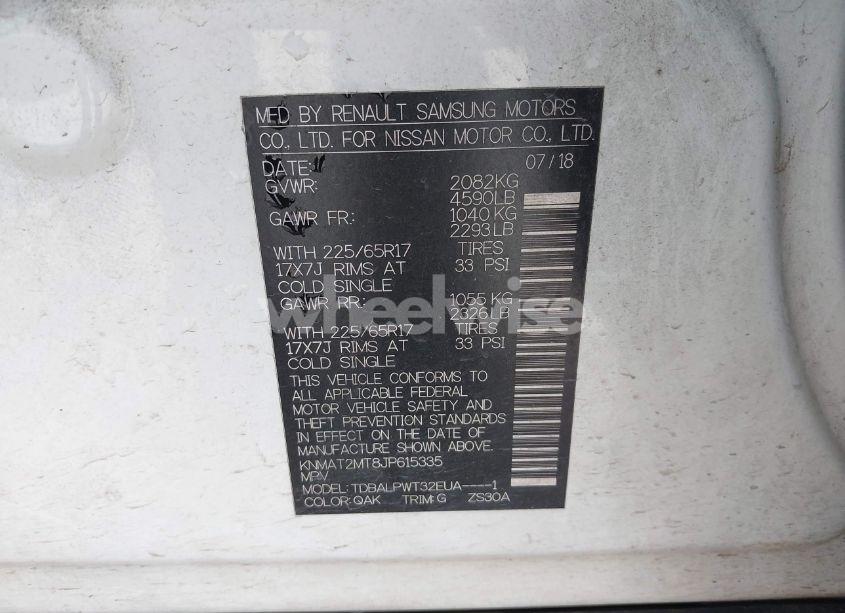 MFD BY RENAULT SAMSUNG MOTORS
CO., LTD. FOR NISSAN MOTOR CO., LTD.
DATE: 07/18
GVWR: 2082KG
4590LB
GAWR FR: 1040 KG
2293LB
WITH 225/65R17 TIRES
17X7J RIMS AT 33 PSI
COLD SINGLE
GAWR RR: 1055 KG
2326LB
WITH 225/65R17 TIRES
17X7J RIMS AT 33 PSI
COLD SINGLE
THIS VEHICLE CONFORMS TO
ALL APPLICABLE FEDERAL
MOTOR VEHICLE SAFETY AND
THEFT PREVENTION STANDARDS
IN EFFECT ON THE DATE OF
MANUFACTURE SHOWN ABOVE.
KNMAT2MT8JP615335
MPV
MODEL: TDBALPWT32EUA----1
COLOR: QAK TRIM: G ZS30A
wheelwise